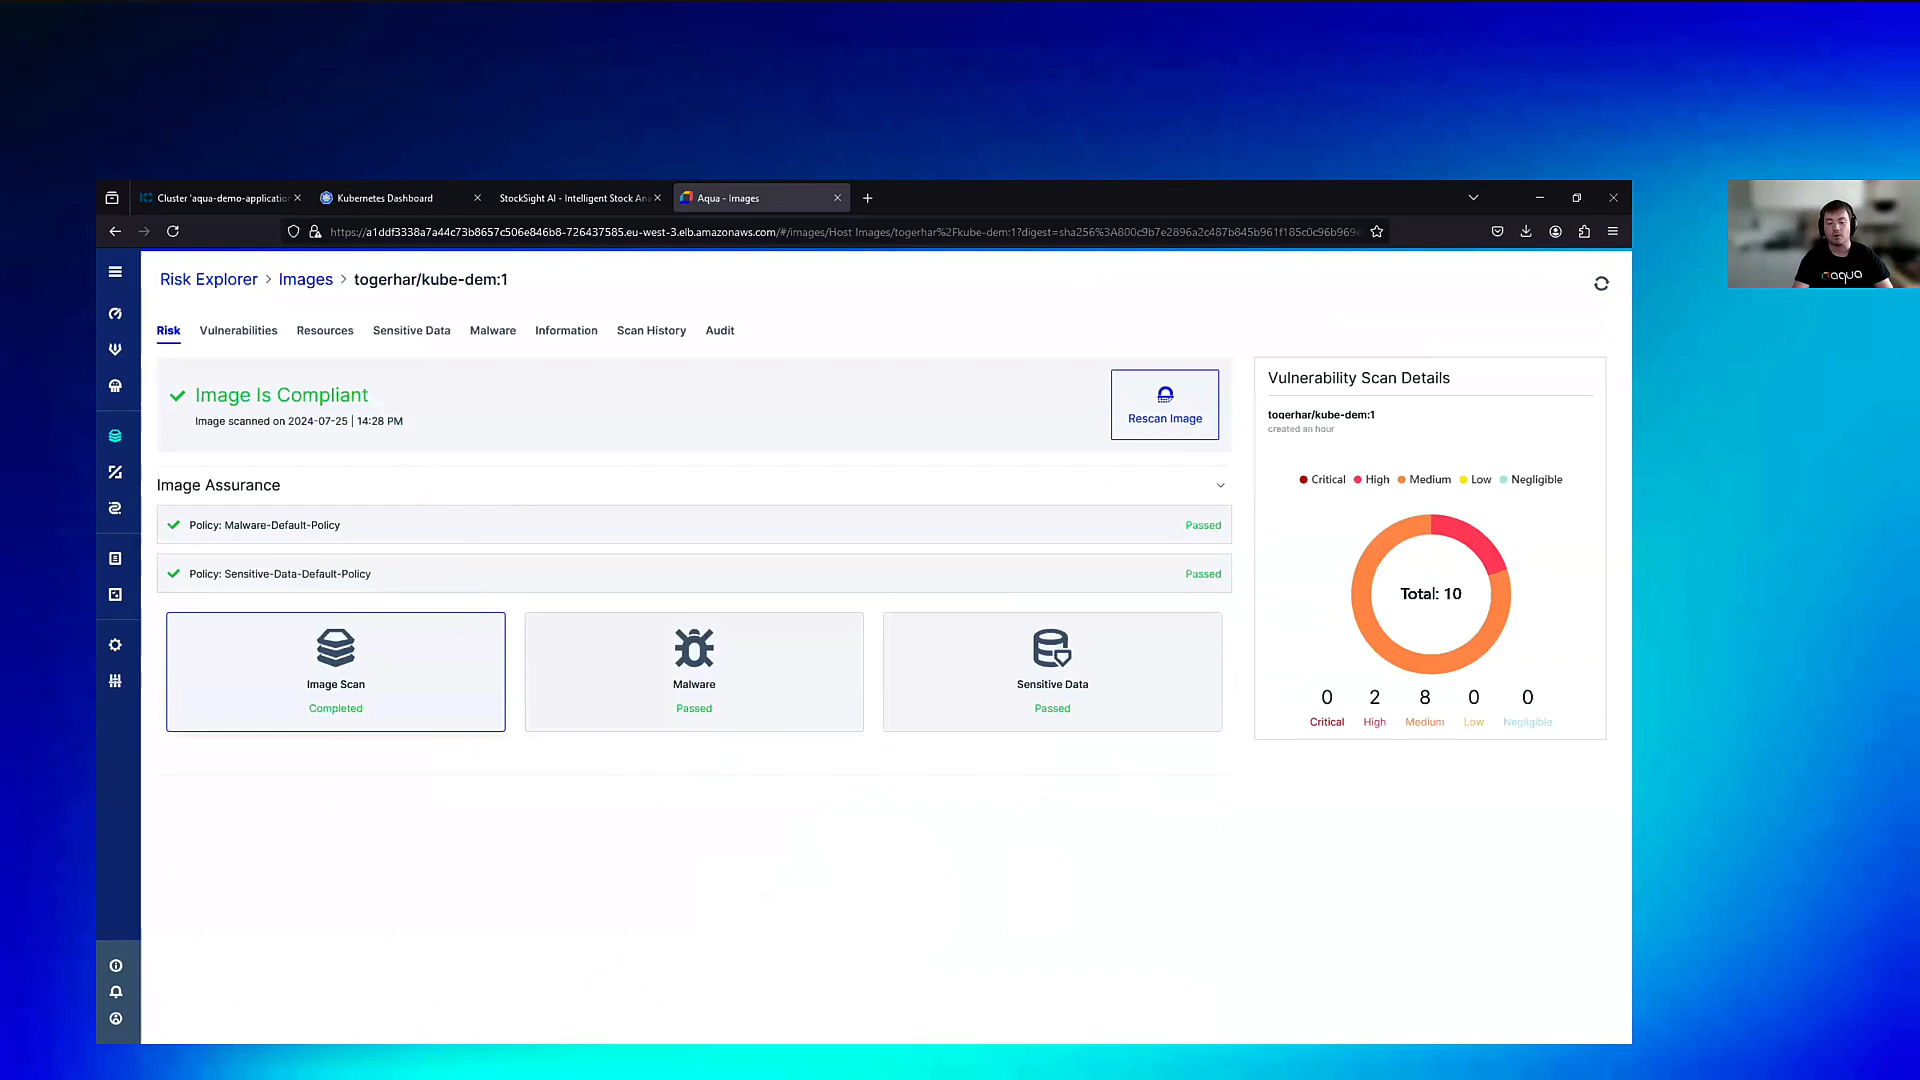 Cluster 'aqua-demo-application
Kubernetes Dashboard
StockSight AI - Intelligent Stock Ana
Aqua - Images
https://a1ddf3338a7a44c73b8657c506e846b8-726437585.eu-west-3.elb.amazonaws.com/#/images/Host Images/togerhar%2Fkube-dem:1?digest=sha256%3A800c9b7e2896a2c487b845b961f185c0c96b969e
Risk Explorer > Images > togerhar/kube-dem:1
Risk Vulnerabilities Resources Sensitive Data Malware Information Scan History Audit
Image Is Compliant
Image scanned on 2024-07-25 | 14:28 PM
Rescan Image
Image Assurance
Policy: Malware-Default-Policy Passed
Policy: Sensitive-Data-Default-Policy Passed
Image Scan
Completed
Malware
Passed
Sensitive Data
Passed
Vulnerability Scan Details
togerhar/kube-dem:1
created an hour
Critical High Medium Low Negligible
Total: 10
0 2 8 0 0
Critical High Medium Low Negligible
aqua